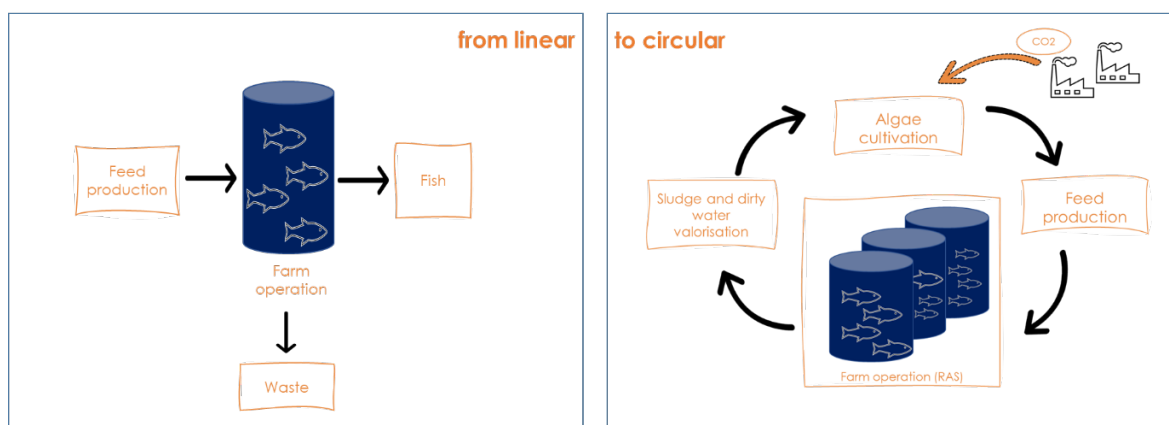 from linear
Feed
production
Fish
Farm
operation
Waste
to circular
CO2
Algae
cultivation
Sludge and dirty
water
valorisation
Feed
production
Farm operation (RAS)